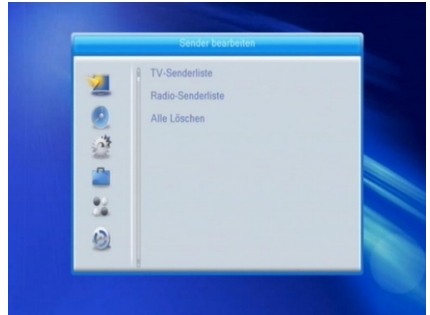 Sender bearbeiten
TV-Senderliste
Radio-Senderliste
Alle Löschen